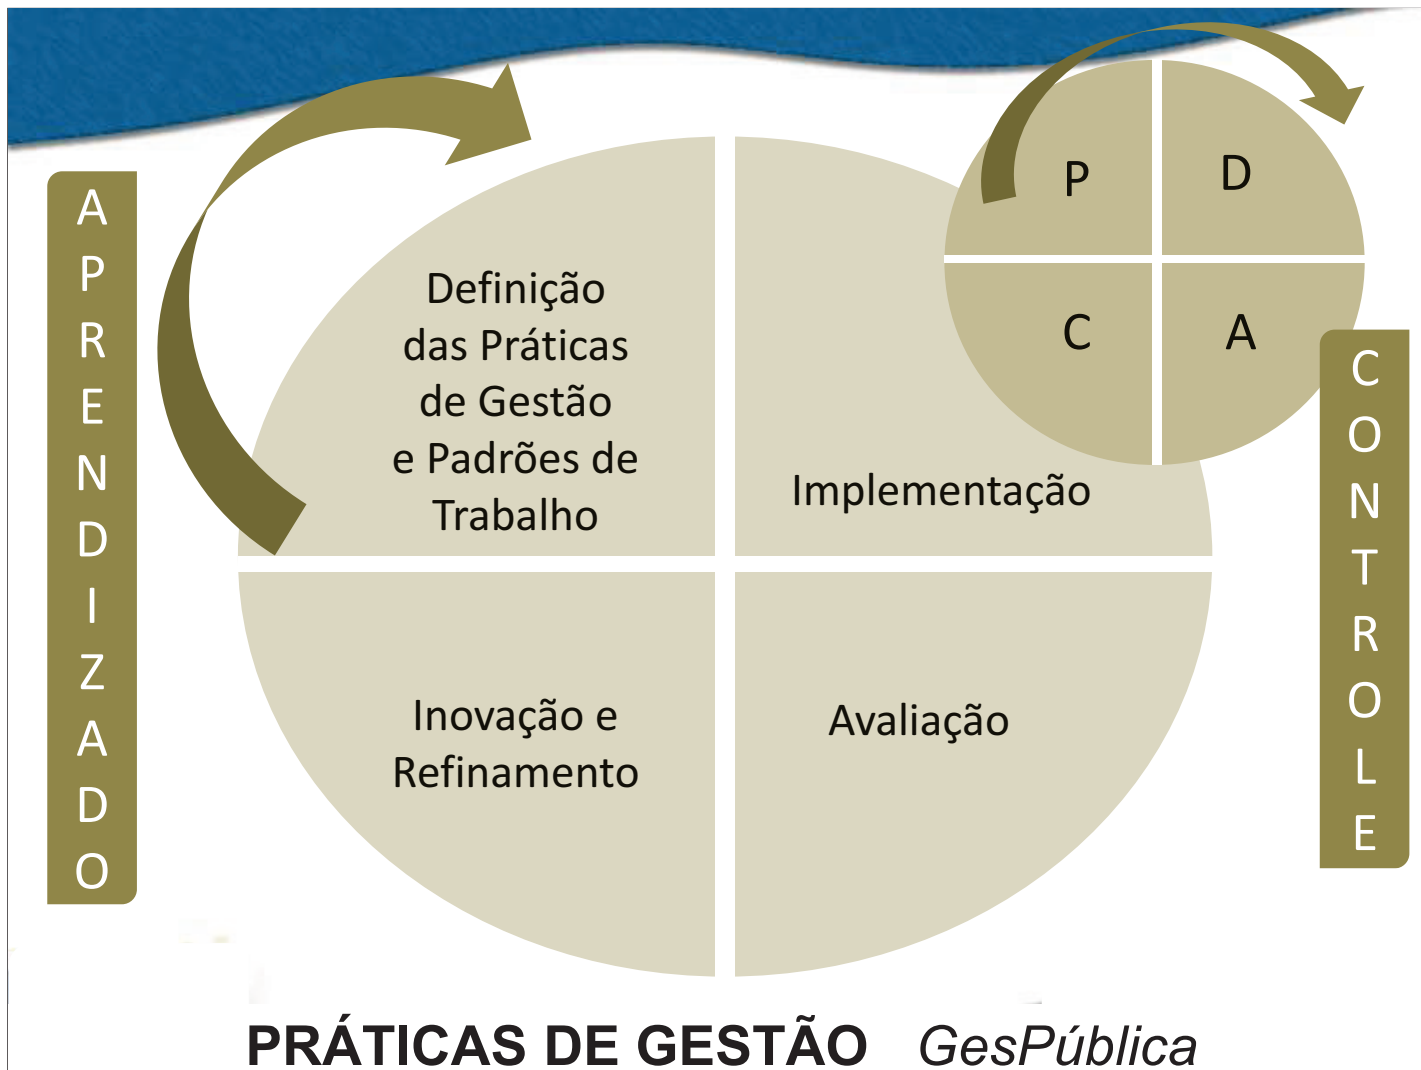 APRENDIZADO
Definição
das Práticas
de Gestão
e Padrões de
Trabalho
Implementação
P
D
C
A
CONTROLE
Inovação e
Refinamento
Avaliação
PRÁTICAS DE GESTÃO GesPública